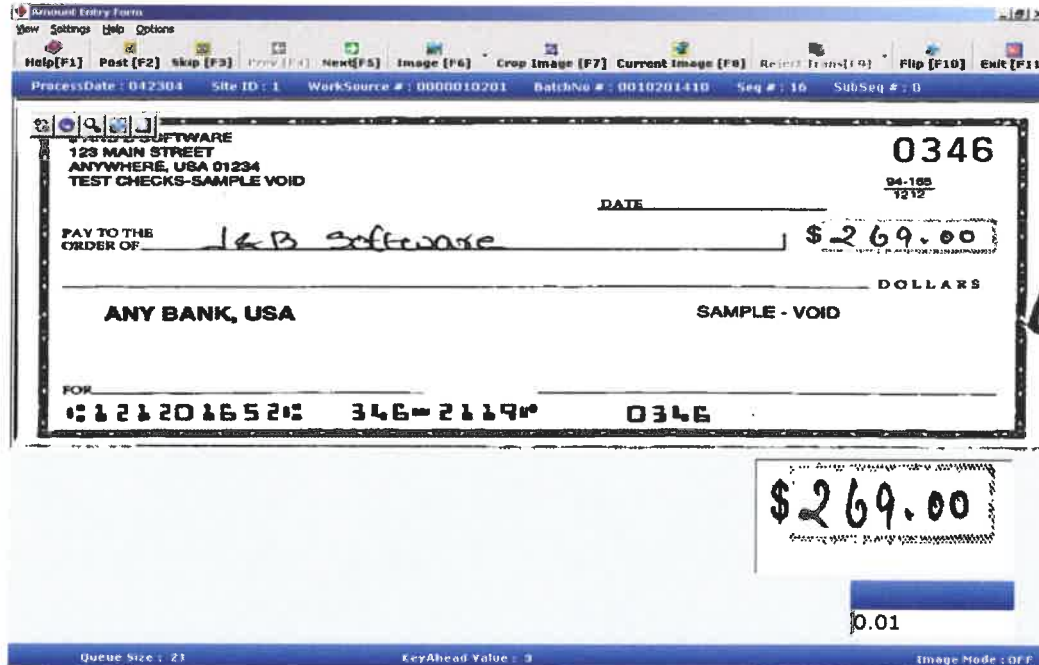 Amount Entry Form
View Settings Help Options
Help[F1] Post [F2] Skip [F3] Prev [F4] Next[F5] Image [F6] Crop Image [F7] Current Image [F8] Reject Trans[F9] Flip [F10] Exit [F11
ProcessDate : 042304 Site ID : 1 WorkSource # : 0000010201 BatchNo # : 0010201410 Seq # : 16 SubSeq # : 0
SOFTWARE
0346
123 MAIN STREET
ANYWHERE, USA 01234
TEST CHECKS-SAMPLE VOID
94-165
1212
DATE
PAY TO THE
ORDER OF J & B Software $ 269.00
DOLLARS
ANY BANK, USA SAMPLE - VOID
FOR
⑆121201652⑆ 346⑉2119⑈ 0346
$ 269.00
0.01
Queue Size : 21 KeyAhead Value : 3 Image Mode : OFF